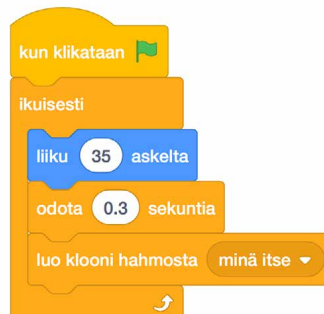 kun klikataan
ikuisesti
liiku 35 askelta
odota 0.3 sekuntia
luo klooni hahmosta minä itse